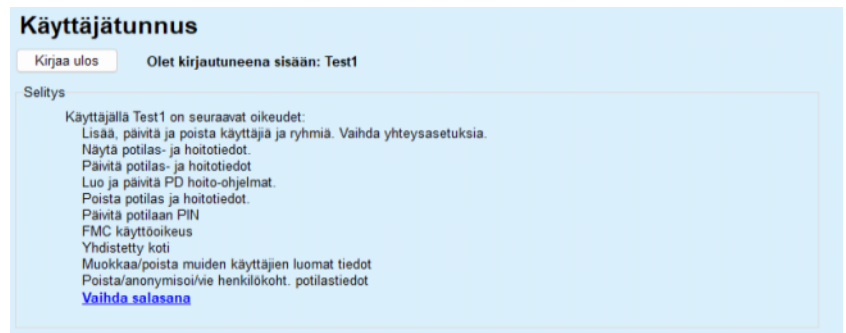 Käyttäjätunnus
Kirjaa ulos Olet kirjautuneena sisään: Test1
Selitys
Käyttäjällä Test1 on seuraavat oikeudet:
Lisää, päivitä ja poista käyttäjiä ja ryhmiä. Vaihda yhteysasetuksia.
Näytä potilas- ja hoitotiedot.
Päivitä potilas- ja hoitotiedot
Luo ja päivitä PD hoito-ohjelmat.
Poista potilas ja hoitotiedot.
Päivitä potilaan PIN
FMC käyttöoikeus
Yhdistetty koti
Muokkaa/poista muiden käyttäjien luomat tiedot
Poista/anonymisoi/vie henkilökoht. potilastiedot
Vaihda salasana